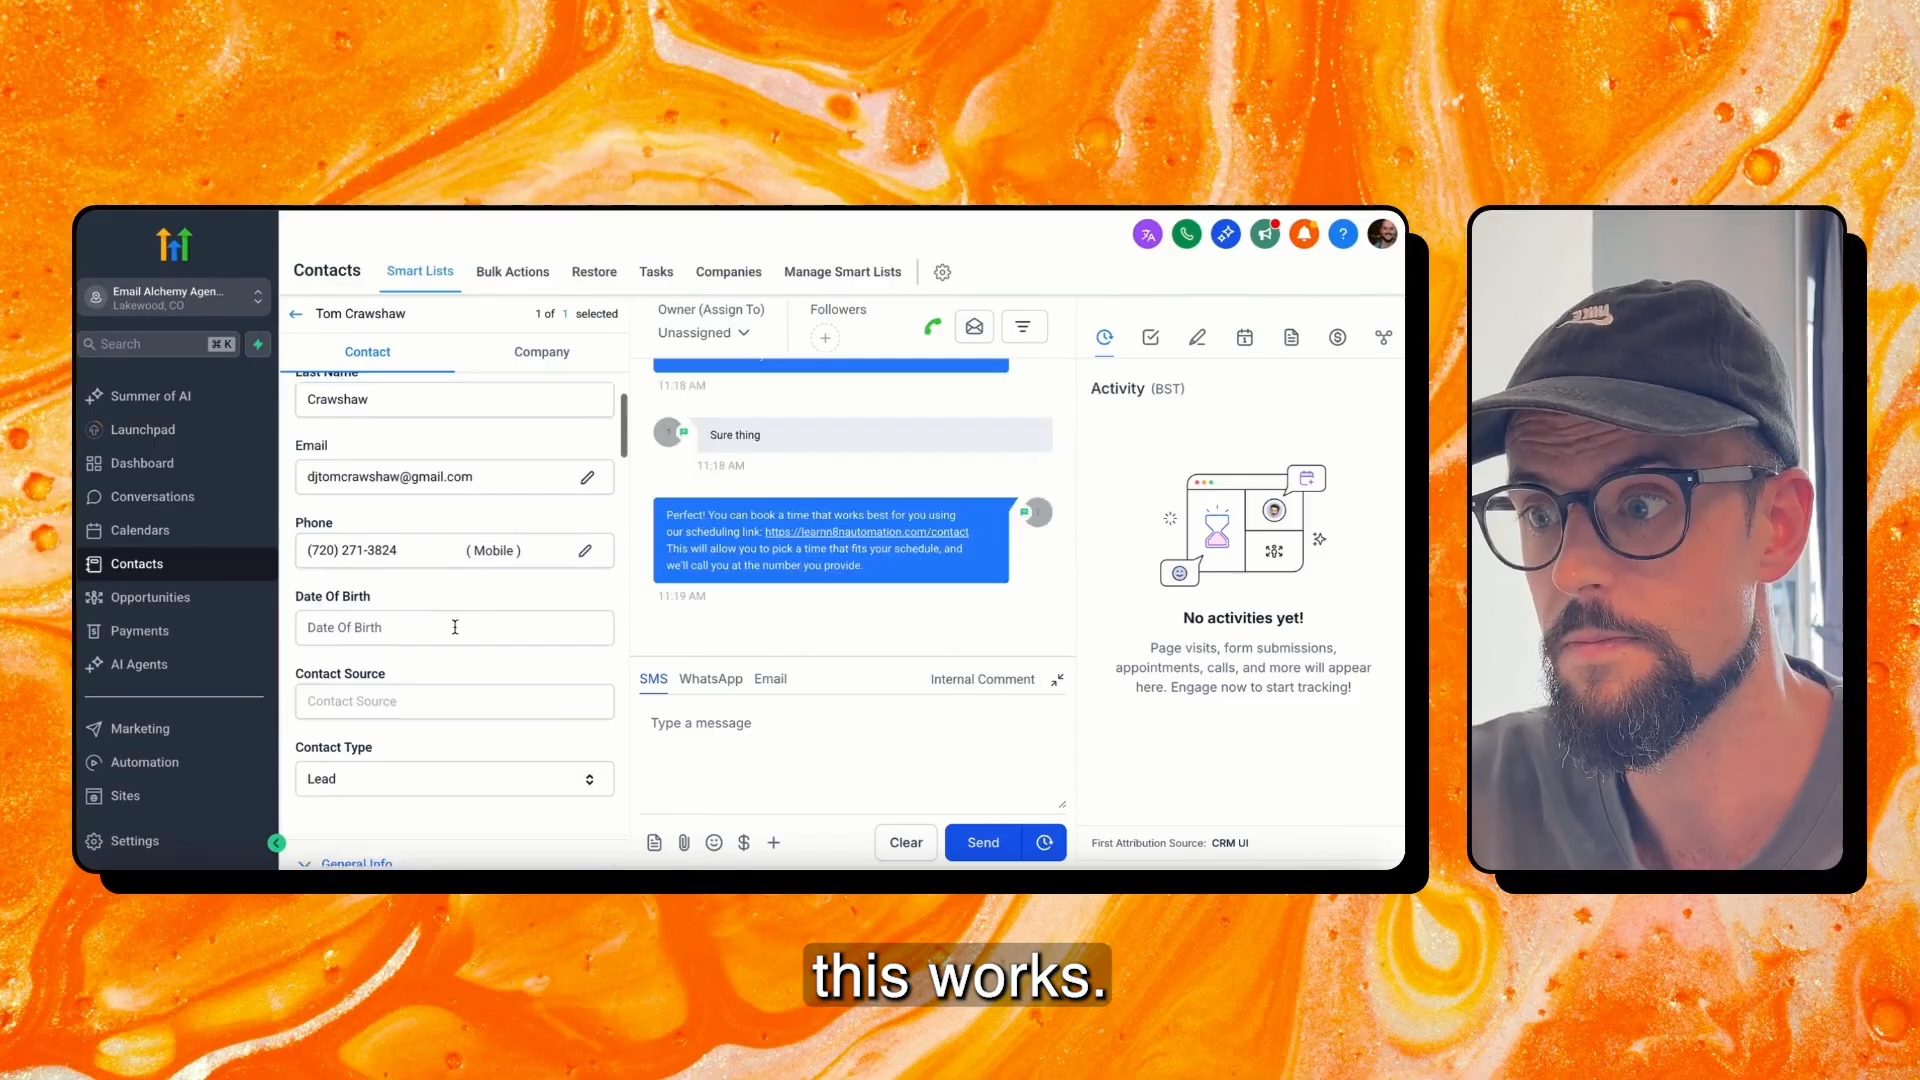 Email Alchemy Agen...
Lakewood, CO
Search ⌘ K
Summer of AI
Launchpad
Dashboard
Conversations
Calendars
Contacts
Opportunities
Payments
AI Agents
Marketing
Automation
Sites
Settings
Contacts Smart Lists Bulk Actions Restore Tasks Companies Manage Smart Lists
Tom Crawshaw 1 of 1 selected
Contact Company
Last Name
Crawshaw
Email
djtomcrawshaw@gmail.com
Phone
(720) 271-3824 ( Mobile )
Date Of Birth
Date Of Birth
Contact Source
Contact Source
Contact Type
Lead
General Info
Owner (Assign To) Followers
Unassigned
11:18 AM
Sure thing
11:18 AM
Perfect! You can book a time that works best for you using
our scheduling link: https://learnn8nautomation.com/contact
This will allow you to pick a time that fits your schedule, and
we'll call you at the number you provide.
11:19 AM
SMS WhatsApp Email Internal Comment
Type a message
Clear Send
Activity (BST)
No activities yet!
Page visits, form submissions,
appointments, calls, and more will appear
here. Engage now to start tracking!
First Attribution Source: CRM UI
NIKE
this works.